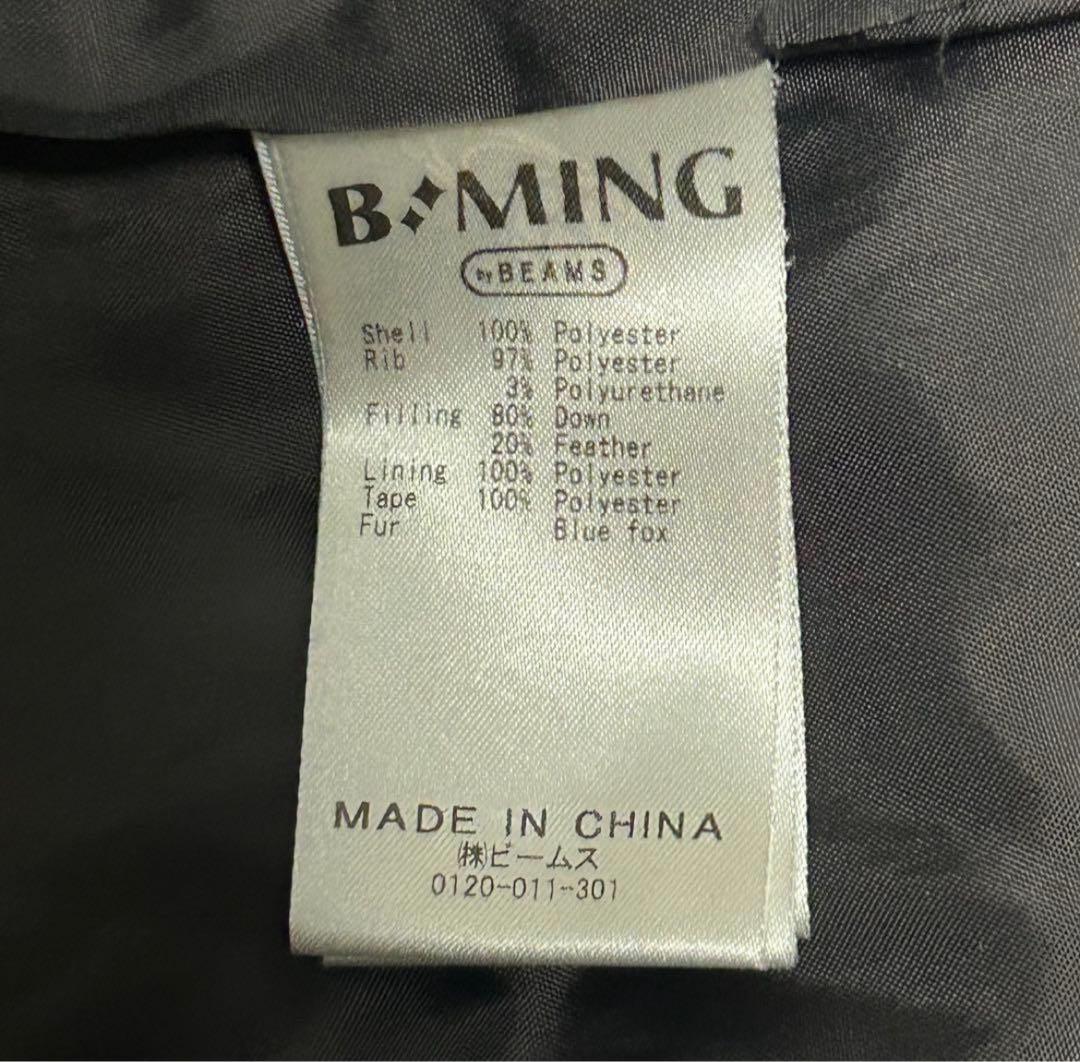 B MING
by BEAMS
Shell 100% Polyester
Rib 97% Polyester
3% Polyurethane
Filling 80% Down
20% Feather
Lining 100% Polyester
Tape 100% Polyester
Fur Blue fox
MADE IN CHINA
㈱ビームス
0120-011-301